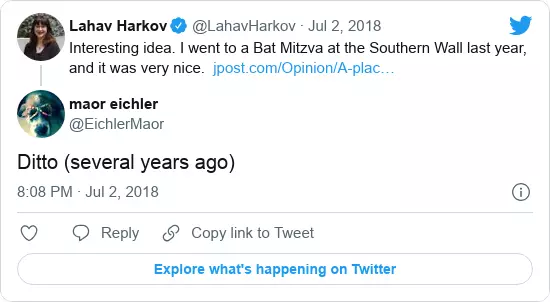 Lahav Harkov @LahavHarkov · Jul 2, 2018
Interesting idea. I went to a Bat Mitzva at the Southern Wall last year,
and it was very nice. jpost.com/Opinion/A-plac…
maor eichler
@EichlerMaor
Ditto (several years ago)
8:08 PM · Jul 2, 2018
Reply Copy link to Tweet
Explore what's happening on Twitter